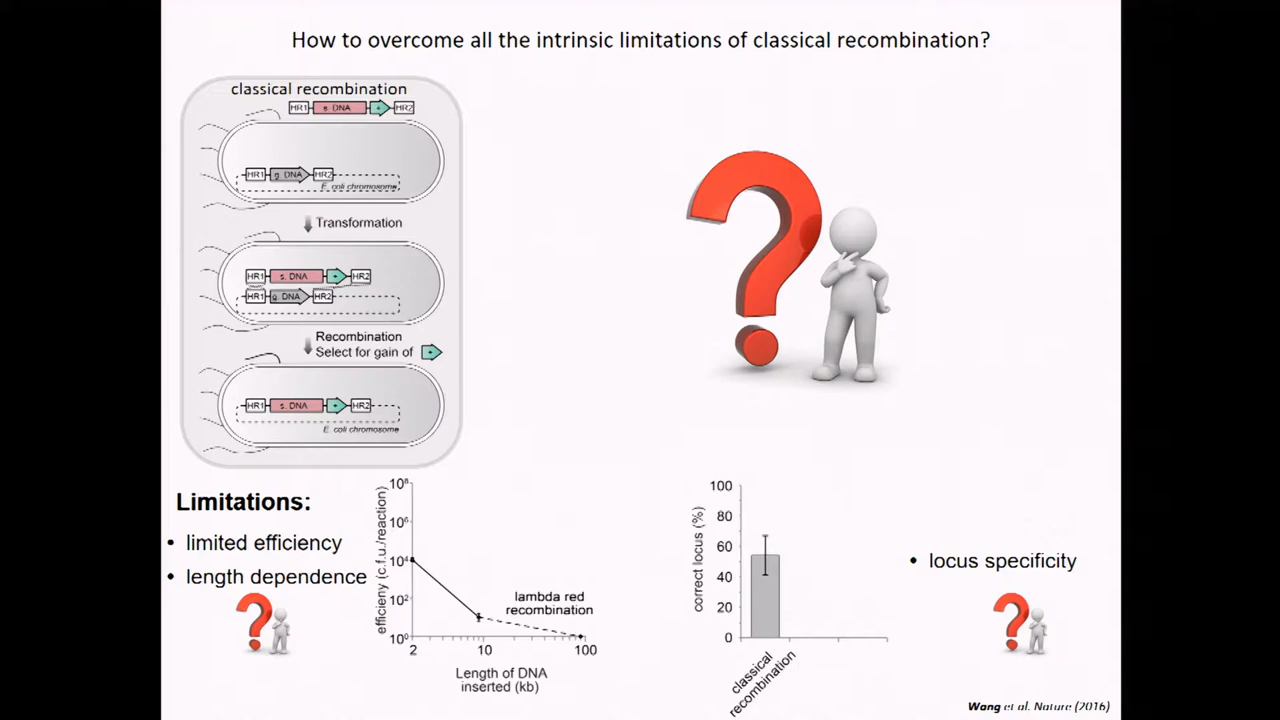 How to overcome all the intrinsic limitations of classical recombination?
classical recombination
HR1 s. DNA + HR2
HR1 g. DNA HR2
E. coli chromosome
Transformation
HR1 s. DNA + HR2
HR1 g. DNA HR2
Recombination
Select for gain of +
HR1 s. DNA + HR2
E. coli chromosome
Limitations:
• limited efficiency
• length dependence
efficieny (c.f.u./reaction)
10⁸
10⁶
10⁴
10²
10⁰
2 10 100
lambda red
recombination
Length of DNA
inserted (kb)
correct locus (%)
100
80
60
40
20
0
classical
recombination
• locus specificity
Wang et al. Nature (2016)